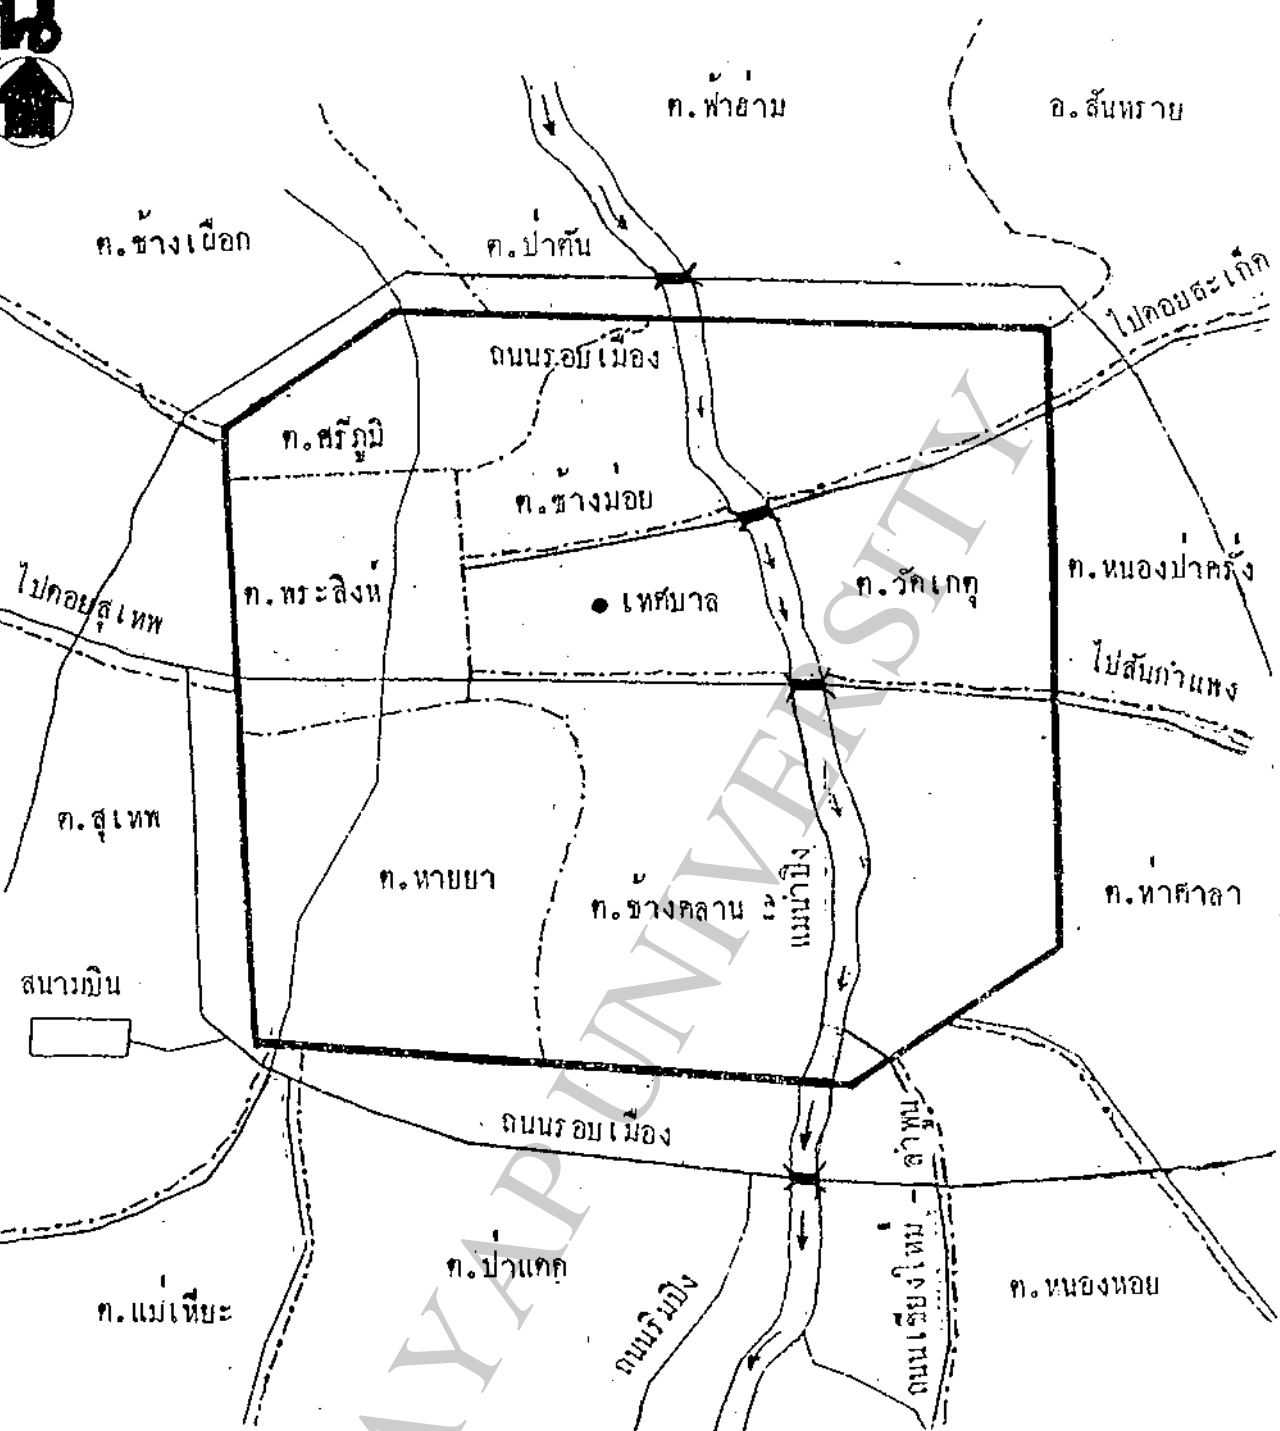 น
ต.ฟ้าฮ่าม
อ.สันทราย
ต.ช้างเผือก
ต.ป่าตัน
ไปดอยสะเก็ด
ถนนรอบเมือง
ต.ศรีภูมิ
ต.ช้างม่อย
ต.พระสิงห์
เทศบาล
ต.วัดเกตุ
ต.หนองป่าครั่ง
ไปดอยสุเทพ
ไปสันกำแพง
ต.สุเทพ
ต.หายยา
ต.ช้างคลาน
แม่น้ำปิง
ต.ท่าศาลา
สนามบิน
ถนนรอบเมือง
ถนนเชียงใหม่ - ลำพูน
ต.ป่าแดด
ต.แม่เหียะ
ถนนริมปิง
ต.หนองหอย
YAP UNIVERSITY